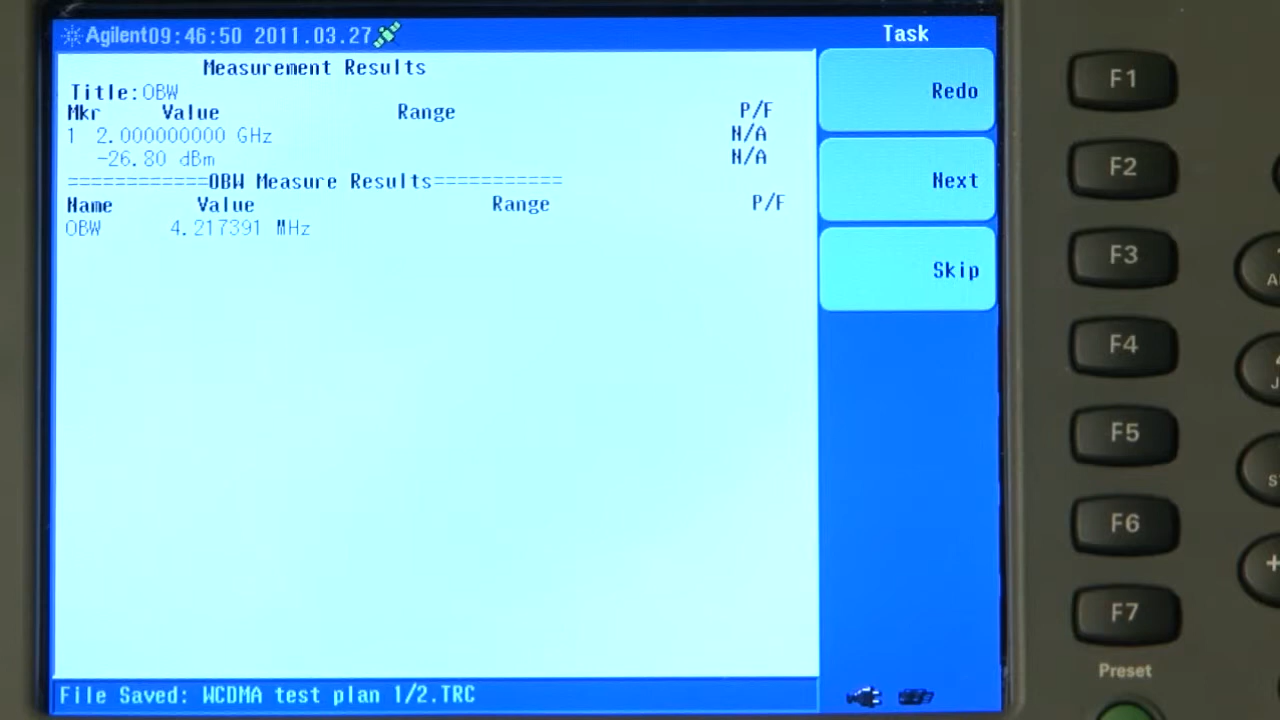 Agilent 09:46:50 2011.03.27
Task
Measurement Results
Title:OBW
Mkr Value Range P/F
1 2.000000000 GHz N/A
-26.80 dBm N/A
============OBW Measure Results===========
Name Value Range P/F
OBW 4.217391 MHz
File Saved: WCDMA test plan 1/2.TRC
Redo
Next
Skip
F1
F2
F3
F4
F5
F6
F7
Preset